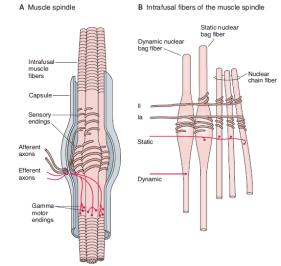 A Muscle spindle
Intrafusal
muscle
fibers
Capsule
Sensory
endings
Afferent
axons
Efferent
axons
Gamma
motor
endings
B Intrafusal fibers of the muscle spindle
Static nuclear
bag fiber
Dynamic nuclear
bag fiber
Nuclear
chain fiber
II
Ia
Static
Dynamic